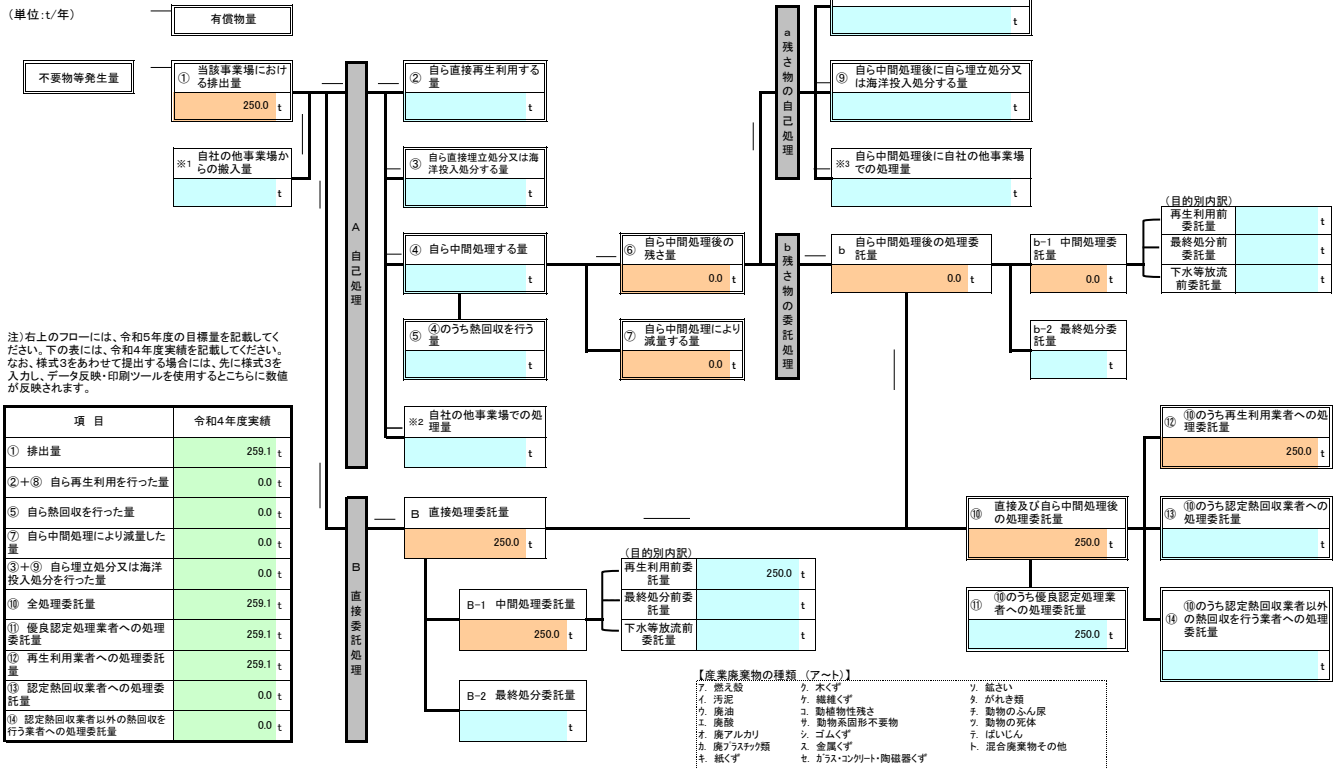 （単位：t/年）
有償物量
t
不要物等発生量
① 当該事業場におけ
る排出量
250.0 t
※1 自社の他事業場か
らの搬入量
t
A 自己処理
② 自ら直接再生利用する
量
t
③ 自ら直接埋立処分又は海
洋投入処分する量
t
④ 自ら中間処理する量
t
⑤ ④のうち熱回収を行う
量
t
※2 自社の他事業場での処
理量
t
⑥ 自ら中間処理後の
残さ量
0.0 t
⑦ 自ら中間処理により
減量する量
0.0 t
a 残さ物の自己処理
⑨ 自ら中間処理後に自ら埋立処分又
は海洋投入処分する量
t
※3 自ら中間処理後に自社の他事業場
での処理量
t
b 残さ物の委託処理
b 自ら中間処理後の処理委
託量
0.0 t
b-1 中間処理委
託量
0.0 t
（目的別内訳）
再生利用前
委託量
t
最終処分前
委託量
t
下水等放流
前委託量
t
b-2 最終処分委
託量
t
注）右上のフローには、令和5年度の目標量を記載してく
ださい。下の表には、令和4年度実績を記載してください。
なお、様式3をあわせて提出する場合には、先に様式3を
入力し、データ反映・印刷ツールを使用するとこちらに数値
が反映されます。
項 目 令和4年度実績
① 排出量 259.1 t
②＋⑧ 自ら再生利用を行った量 0.0 t
⑤ 自ら熱回収を行った量 0.0 t
⑦ 自ら中間処理により減量した
量 0.0 t
③＋⑨ 自ら埋立処分又は海洋
投入処分を行った量 0.0 t
⑩ 全処理委託量 259.1 t
⑪ 優良認定処理業者への処理
委託量 259.1 t
⑫ 再生利用業者への処理委託
量 259.1 t
⑬ 認定熱回収業者への処理委
託量 0.0 t
⑭ 認定熱回収業者以外の熱回収を
行う業者への処理委託量 0.0 t
B 直接委託処理
B 直接処理委託量
250.0 t
B-1 中間処理委託量
250.0 t
（目的別内訳）
再生利用前委
託量
250.0 t
最終処分前委
託量
t
下水等放流前
委託量
t
B-2 最終処分委託量
t
⑩ 直接及び自ら中間処理後
の処理委託量
250.0 t
⑪ ⑩のうち優良認定処理業
者への処理委託量
250.0 t
⑫ ⑩のうち再生利用業者への処
理委託量
250.0 t
⑬ ⑩のうち認定熱回収業者への
処理委託量
t
⑭ ⑩のうち認定熱回収業者以外
の熱回収を行う業者への処理
委託量
t
【産業廃棄物の種類 （ア～ト）】
ア．燃え殻 ク．木くず ソ．鉱さい
イ．汚泥 ケ．繊維くず タ．がれき類
ウ．廃油 コ．動植物性残さ チ．動物のふん尿
エ．廃酸 サ．動物系固形不要物 ツ．動物の死体
オ．廃アルカリ シ．ゴムくず テ．ばいじん
カ．廃プラスチック類 ス．金属くず ト．混合廃棄物その他
キ．紙くず セ．ガラス・コンクリート・陶磁器くず